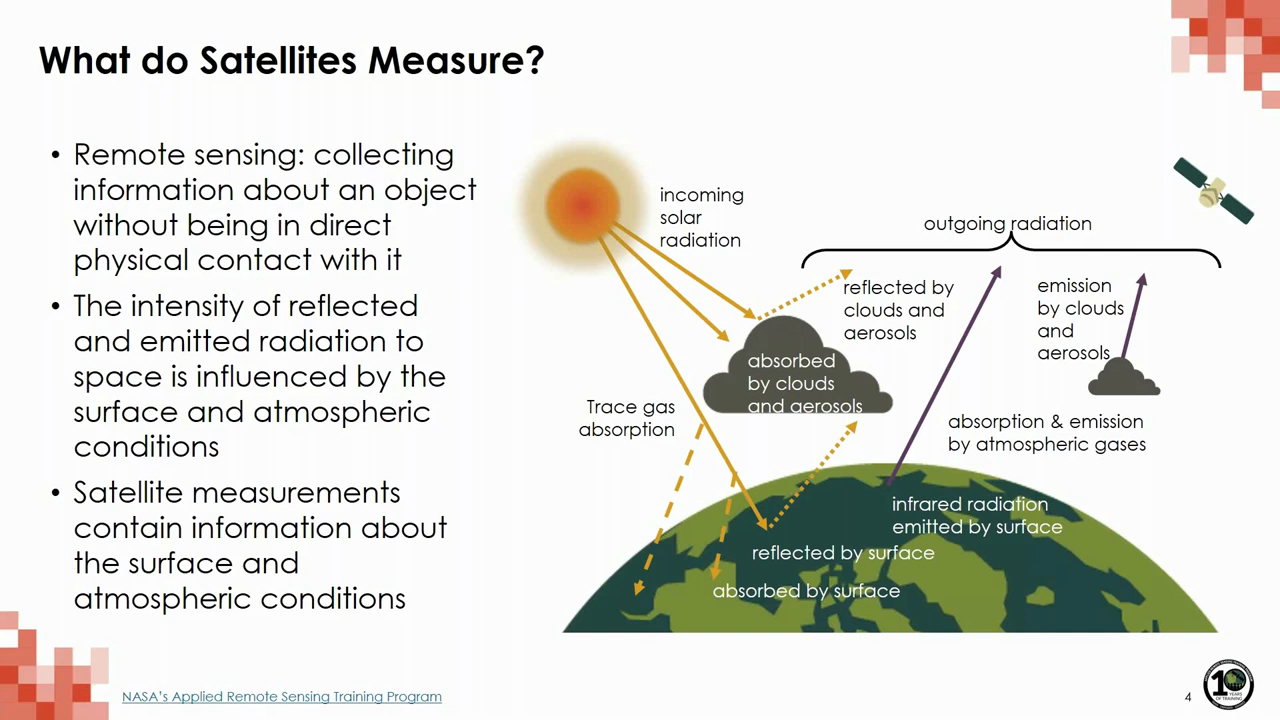 What do Satellites Measure?
• Remote sensing: collecting
information about an object
without being in direct
physical contact with it
• The intensity of reflected
and emitted radiation to
space is influenced by the
surface and atmospheric
conditions
• Satellite measurements
contain information about
the surface and
atmospheric conditions
incoming
solar
radiation
outgoing radiation
reflected by
clouds and
aerosols
emission
by clouds
and
aerosols
absorbed
by clouds
and aerosols
Trace gas
absorption
absorption & emission
by atmospheric gases
infrared radiation
emitted by surface
reflected by surface
absorbed by surface
NASA's Applied Remote Sensing Training Program
4
10
YEARS
OF TRAINING